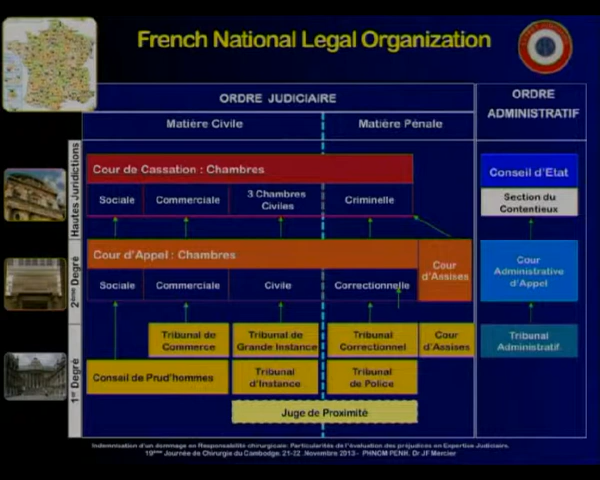 French National Legal Organization
ORDRE JUDICIAIRE
ORDRE
ADMINISTRATIF
Matière Civile
Matière Pénale
Hautes Juridictions
Cour de Cassation : Chambres
Sociale
Commerciale
3 Chambres
Civiles
Criminelle
Conseil d'Etat
Section du
Contentieux
2ème Degré
Cour d'Appel : Chambres
Sociale
Commerciale
Civile
Correctionnelle
Cour
d'Assises
Cour
Administrative
d'Appel
1er Degré
Tribunal de
Commerce
Tribunal de
Grande Instance
Tribunal
Correctionnel
Cour
d'Assises
Tribunal
Administratif
Conseil de Prud'hommes
Tribunal
d'Instance
Tribunal
de Police
Juge de Proximité
Indemnisation d'un dommage en Responsabilité chirurgicale: Particularités de l'évaluation des préjudices en Expertise Judiciaire.
19ème Journée de Chirurgie du Cambodge. 21-22 .Novembre 2013 - PHNOM PENH. Dr JF Mercier